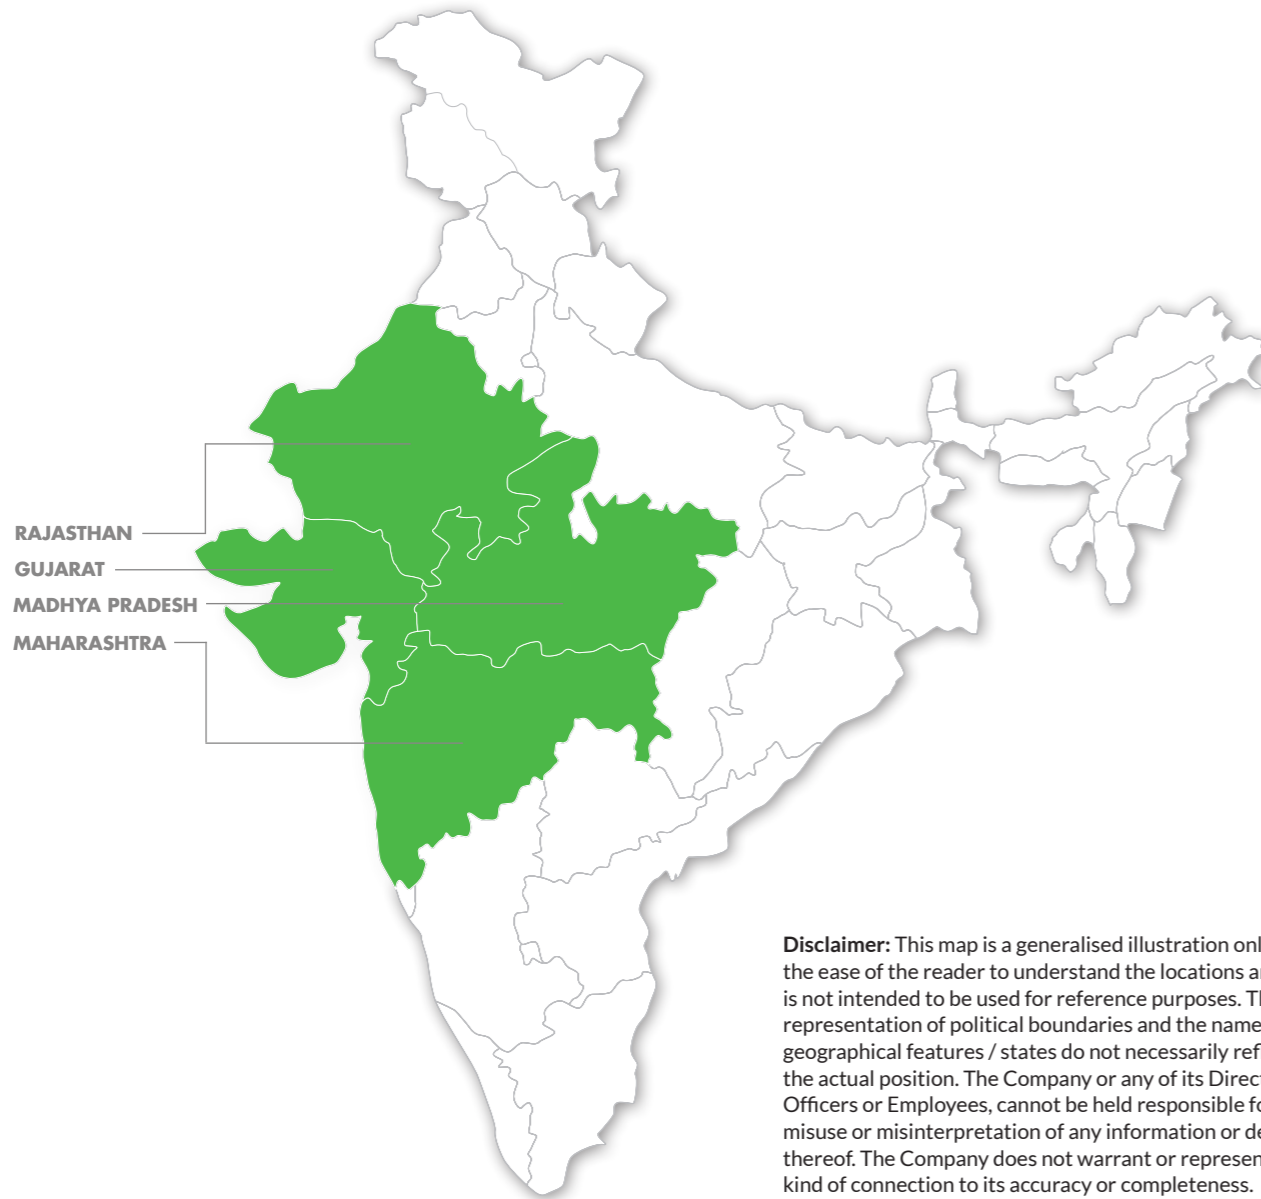 RAJASTHAN
GUJARAT
MADHYA PRADESH
MAHARASHTRA
Disclaimer: This map is a generalised illustration onl
the ease of the reader to understand the locations a
is not intended to be used for reference purposes. T
representation of political boundaries and the name
geographical features / states do not necessarily ref
the actual position. The Company or any of its Direct
Officers or Employees, cannot be held responsible fo
misuse or misinterpretation of any information or de
thereof. The Company does not warrant or represen
kind of connection to its accuracy or completeness.